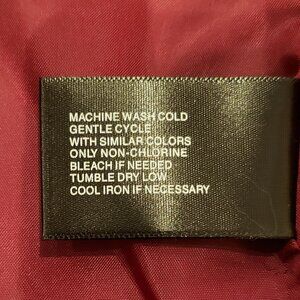 MACHINE WASH COLD
GENTLE CYCLE
WITH SIMILAR COLORS
ONLY NON-CHLORINE
BLEACH IF NEEDED
TUMBLE DRY LOW
COOL IRON IF NECESSARY